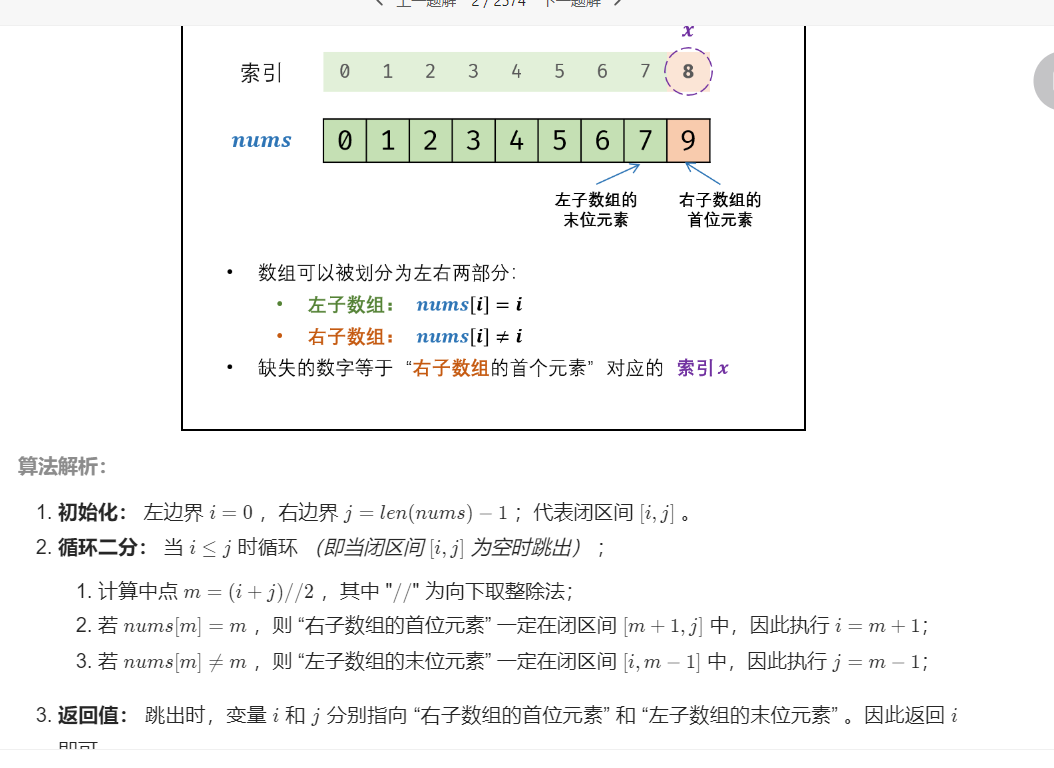 上一题解 2 / 2574 下一题解
x
索引 0 1 2 3 4 5 6 7 8
nums 0 1 2 3 4 5 6 7 9
左子数组的 右子数组的
末位元素 首位元素
• 数组可以被划分为左右两部分：
• 左子数组： nums[i] = i
• 右子数组： nums[i] ≠ i
• 缺失的数字等于 “右子数组的首个元素” 对应的 索引 x
算法解析：
1. 初始化： 左边界 i = 0 ，右边界 j = len(nums) − 1 ；代表闭区间 [i, j] 。
2. 循环二分： 当 i ≤ j 时循环 （即当闭区间 [i, j] 为空时跳出） ；
1. 计算中点 m = (i + j)//2 ，其中 "//" 为向下取整除法；
2. 若 nums[m] = m ，则 “右子数组的首位元素” 一定在闭区间 [m + 1, j] 中，因此执行 i = m + 1；
3. 若 nums[m] ≠ m ，则 “左子数组的末位元素” 一定在闭区间 [i, m − 1] 中，因此执行 j = m − 1；
3. 返回值： 跳出时，变量 i 和 j 分别指向 “右子数组的首位元素” 和 “左子数组的末位元素” 。因此返回 i
即可